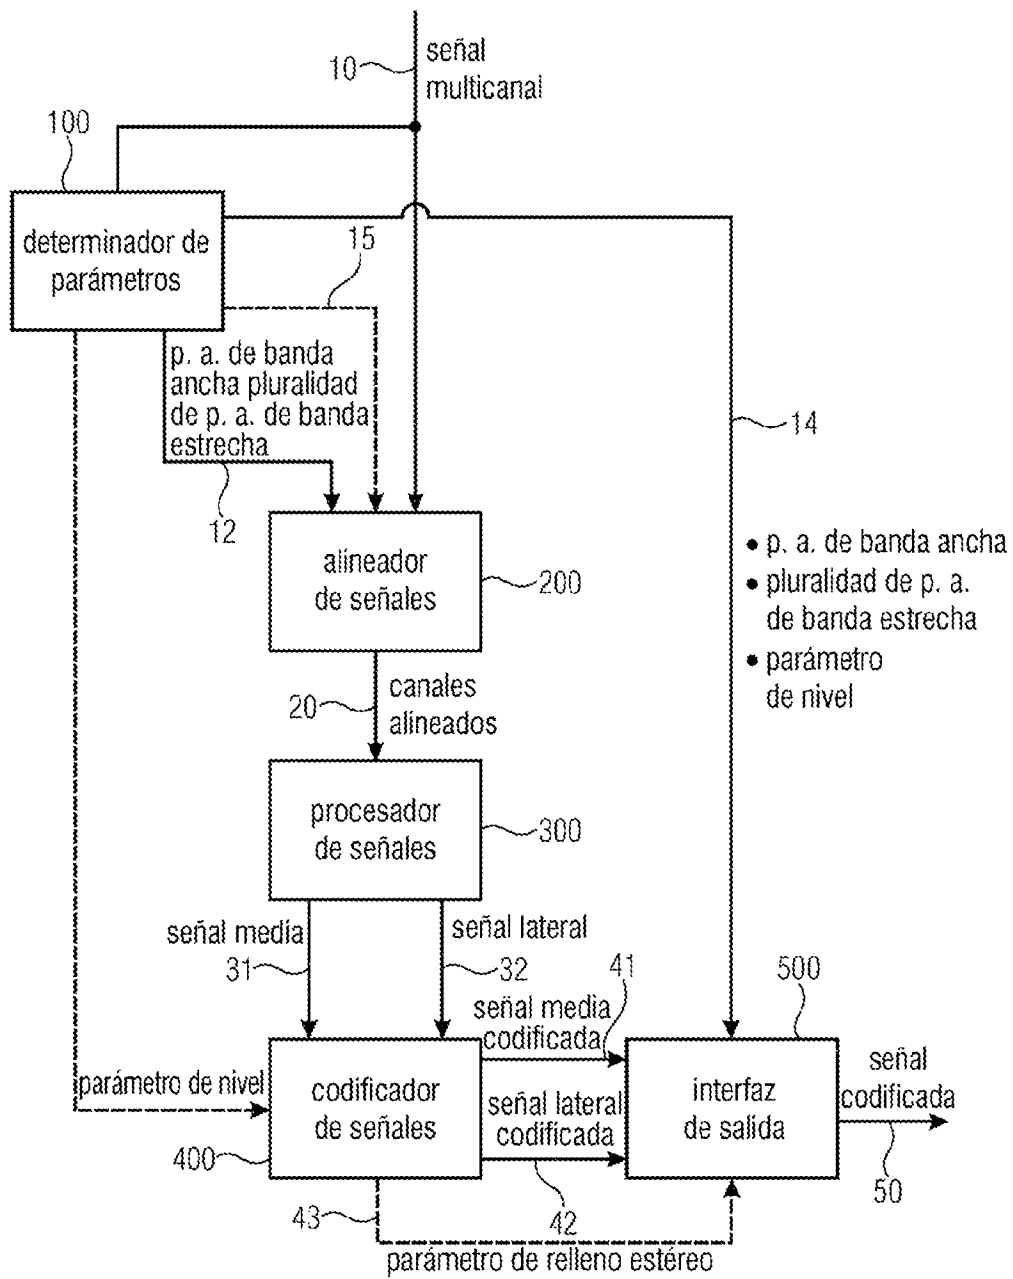 10
señal
multicanal
100
determinador de
parámetros
15
p. a. de banda
ancha pluralidad
de p. a. de banda
estrecha
12
14
alineador
de señales
200
• p. a. de banda ancha
• pluralidad de p. a.
de banda estrecha
• parámetro
de nivel
20
canales
alineados
procesador
de señales
300
señal media
31
señal lateral
32
41
señal media
codificada
500
parámetro de nivel
codificador
de señales
400
señal lateral
codificada
42
interfaz
de salida
señal
codificada
50
43
parámetro de relleno estéreo